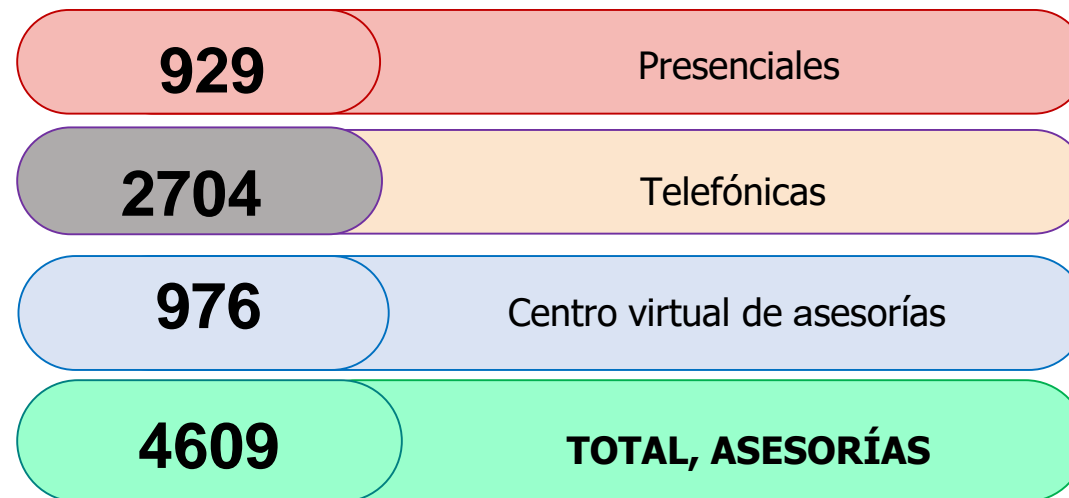 929 Presenciales
2704 Telefónicas
976 Centro virtual de asesorías
4609 TOTAL, ASESORÍAS